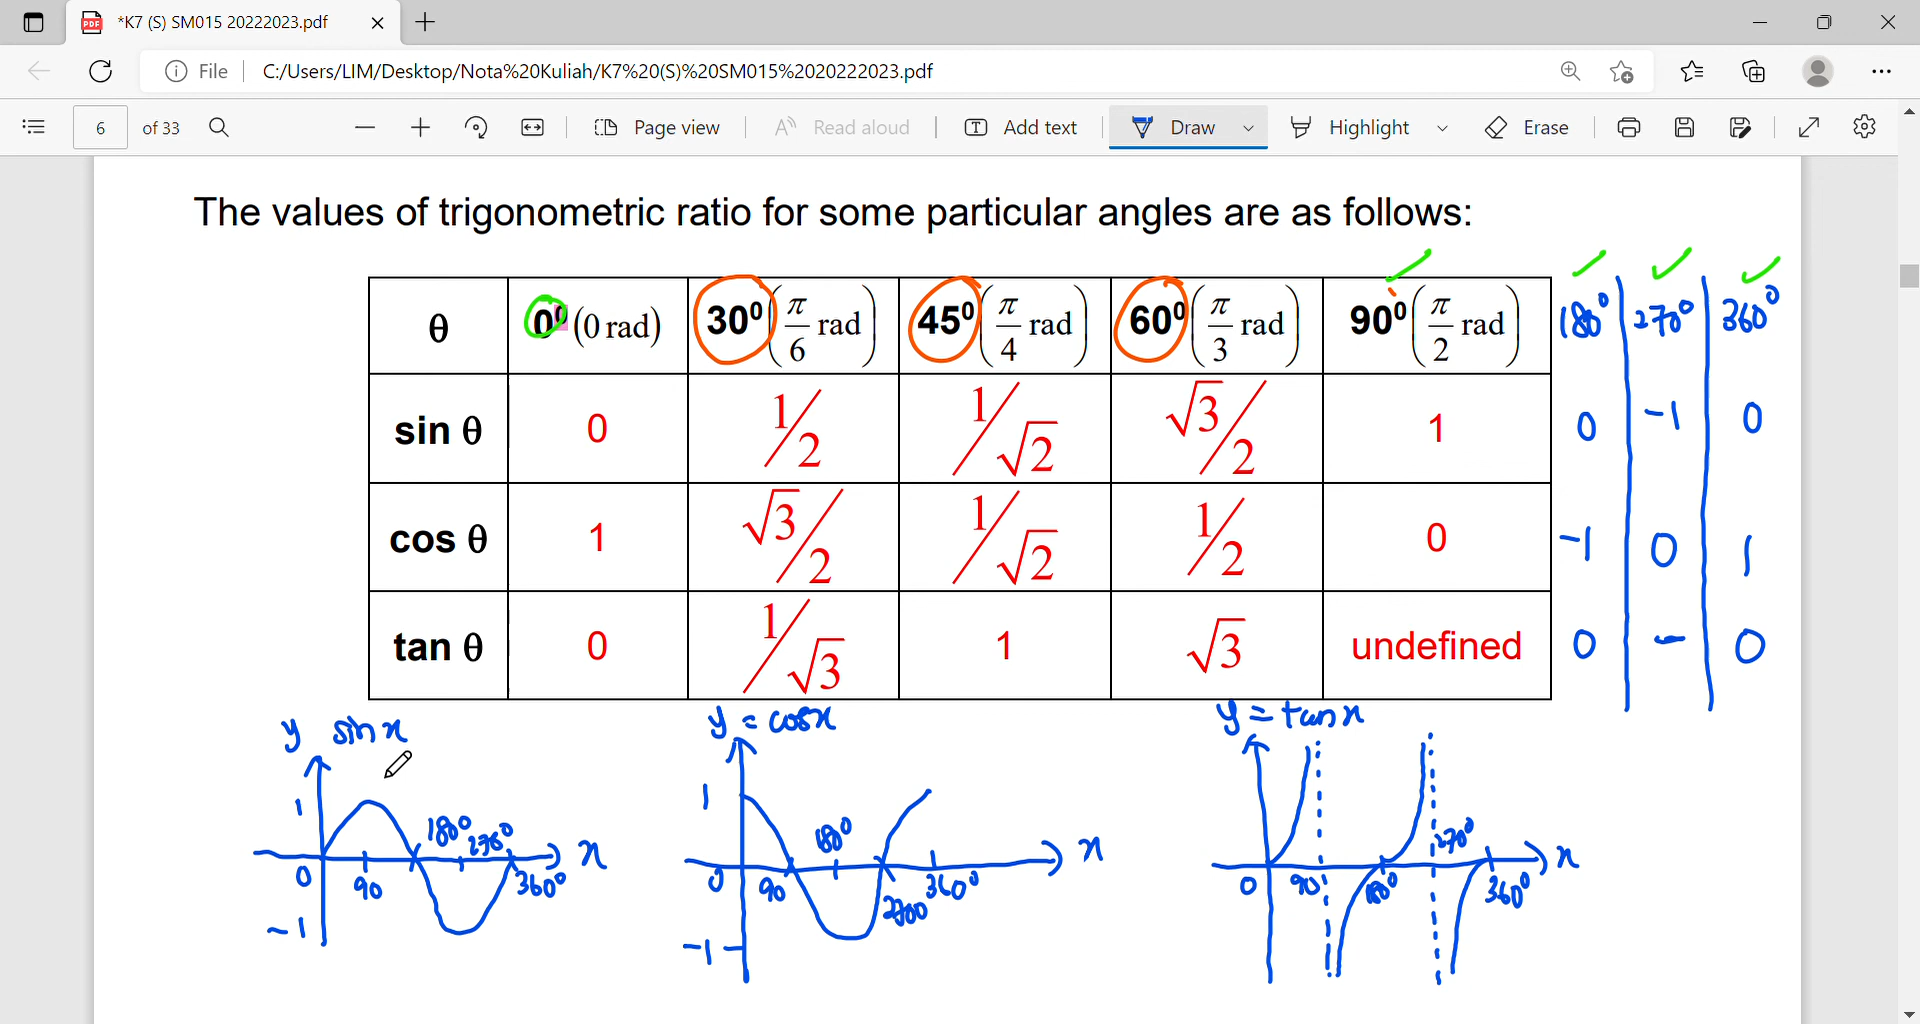 *K7 (S) SM015 20222023.pdf
File C:/Users/LIM/Desktop/Nota%20Kuliah/K7%20(S)%20SM015%2020222023.pdf
6 of 33 Page view Read aloud Add text Draw Highlight Erase
The values of trigonometric ratio for some particular angles are as follows:
θ 0⁰ (0 rad) 30⁰ (π/6 rad) 45⁰ (π/4 rad) 60⁰ (π/3 rad) 90⁰ (π/2 rad) 180⁰ 270⁰ 360⁰
sin θ 0 1/2 1/√2 √3/2 1 0 -1 0
cos θ 1 √3/2 1/√2 1/2 0 -1 0 1
tan θ 0 1/√3 1 √3 undefined 0 - 0
y sin x
1
180⁰ 270⁰ x
0 90 360⁰
-1
y = cos x
1
180⁰ x
0 90 270⁰ 360⁰
-1
y = tan x
270⁰ x
0 90⁰ 180⁰ 360⁰